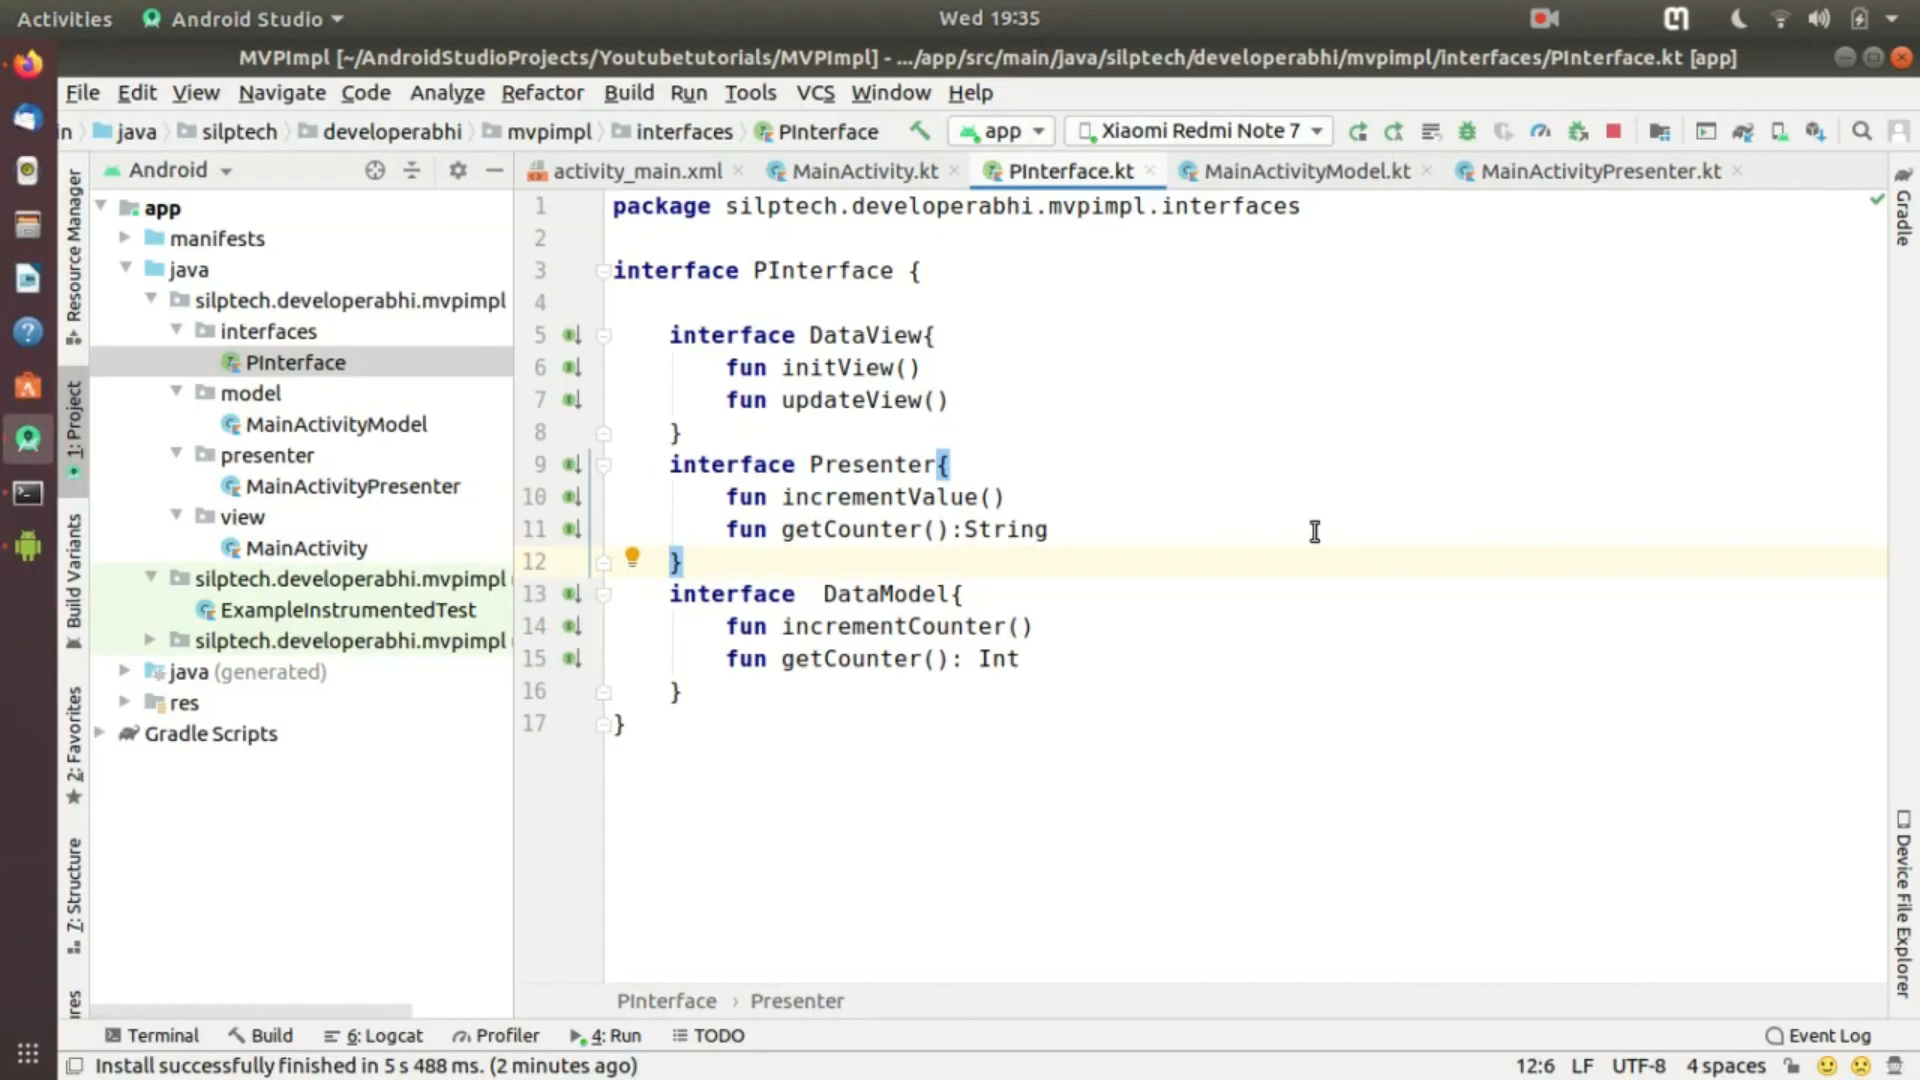 Activities Android Studio Wed 19:35
MVPImpl [~/AndroidStudioProjects/Youtubetutorials/MVPImpl] - .../app/src/main/java/silptech/developerabhi/mvpimpl/interfaces/PInterface.kt [app]
File Edit View Navigate Code Analyze Refactor Build Run Tools VCS Window Help
in java silptech developerabhi mvpimpl interfaces PInterface app Xiaomi Redmi Note 7
Android activity_main.xml MainActivity.kt PInterface.kt MainActivityModel.kt MainActivityPresenter.kt
Resource Manager
1: Project
Build Variants
2: Favorites
Z: Structure
app
manifests
java
silptech.developerabhi.mvpimpl
interfaces
PInterface
model
MainActivityModel
presenter
MainActivityPresenter
view
MainActivity
silptech.developerabhi.mvpimpl
ExampleInstrumentedTest
silptech.developerabhi.mvpimpl
java (generated)
res
Gradle Scripts
1 package silptech.developerabhi.mvpimpl.interfaces
2
3 interface PInterface {
4
5 interface DataView{
6 fun initView()
7 fun updateView()
8 }
9 interface Presenter{
10 fun incrementValue()
11 fun getCounter():String
12 }
13 interface  DataModel{
14 fun incrementCounter()
15 fun getCounter(): Int
16 }
17 }
Gradle
Device File Explorer
PInterface › Presenter
Terminal Build 6: Logcat Profiler 4: Run TODO Event Log
Install successfully finished in 5 s 488 ms. (2 minutes ago) 12:6 LF UTF-8 4 spaces